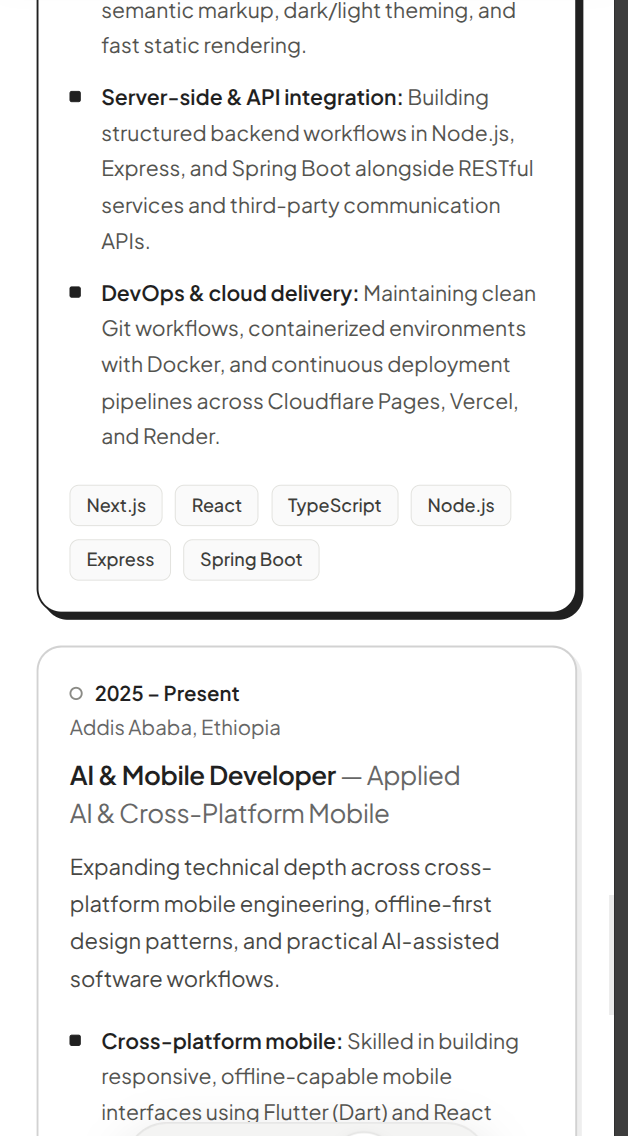 semantic markup, dark/light theming, and
fast static rendering.
Server-side & API integration: Building
structured backend workflows in Node.js,
Express, and Spring Boot alongside RESTful
services and third-party communication
APIs.
DevOps & cloud delivery: Maintaining clean
Git workflows, containerized environments
with Docker, and continuous deployment
pipelines across Cloudflare Pages, Vercel,
and Render.
Next.js React TypeScript Node.js
Express Spring Boot
2025 – Present
Addis Ababa, Ethiopia
AI & Mobile Developer — Applied
AI & Cross-Platform Mobile
Expanding technical depth across cross-
platform mobile engineering, offline-first
design patterns, and practical AI-assisted
software workflows.
Cross-platform mobile: Skilled in building
responsive, offline-capable mobile
interfaces using Flutter (Dart) and React